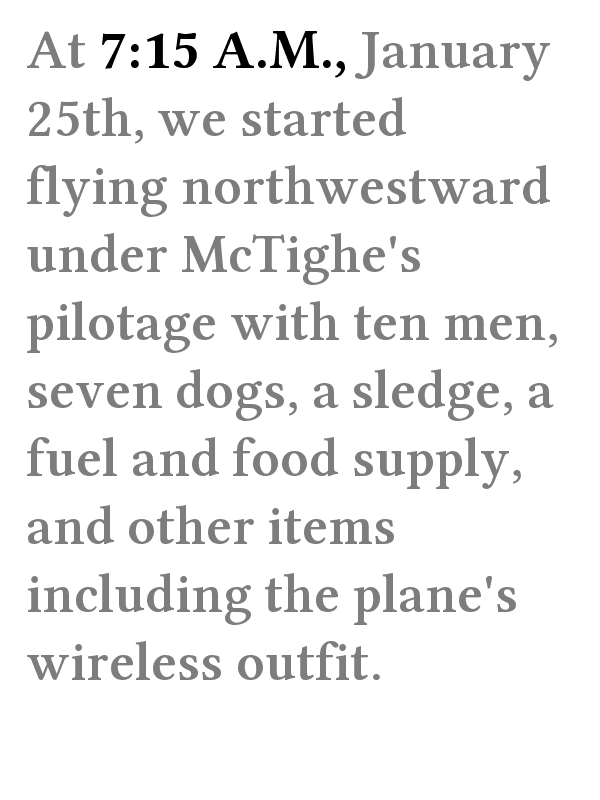 At 7:15 A.M., January
25th, we started
flying northwestward
under McTighe's
pilotage with ten men,
seven dogs, a sledge, a
fuel and food supply,
and other items
including the plane's
wireless outfit.